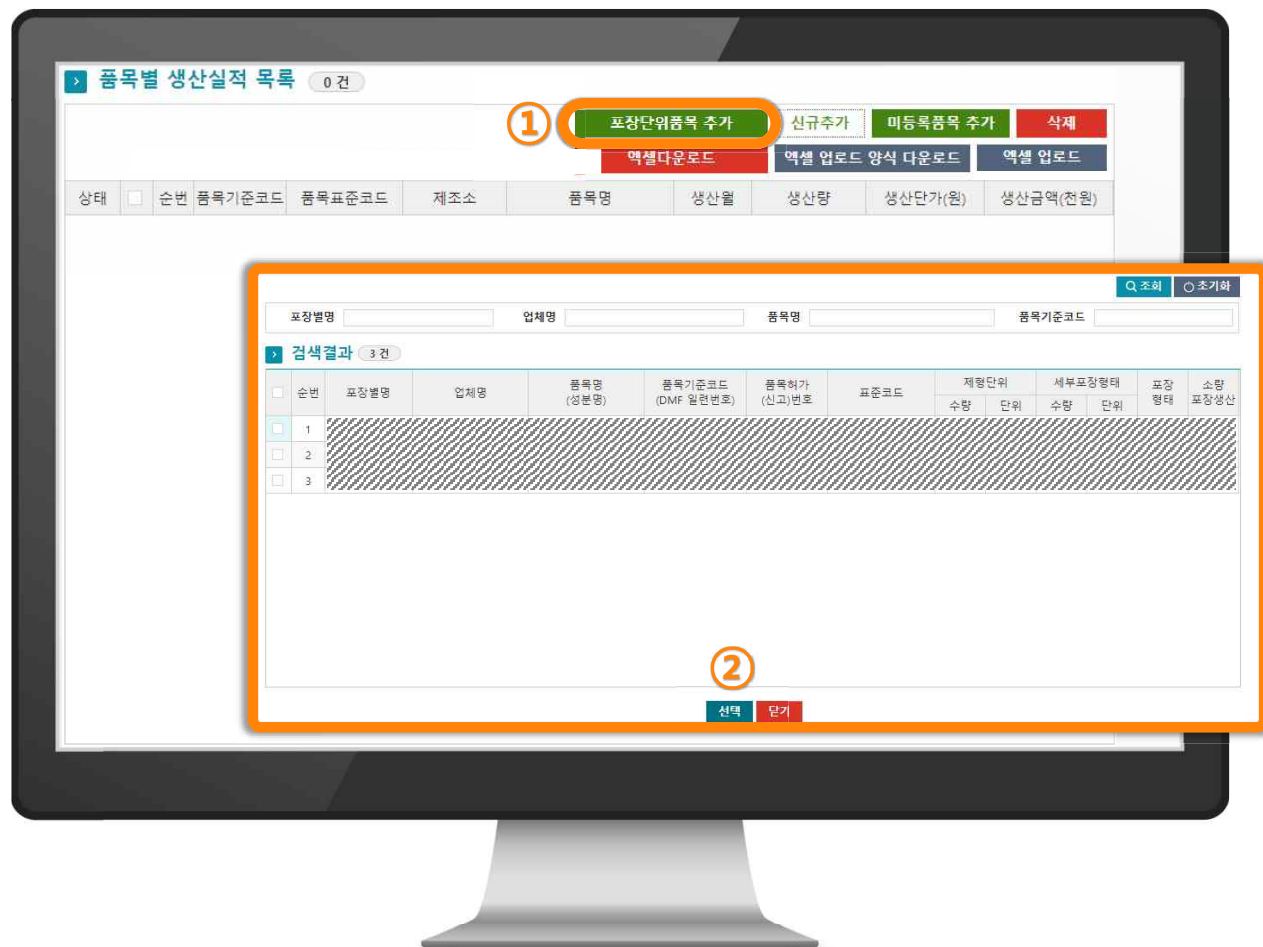 품목별 생산실적 목록 0 건
① 포장단위품목 추가 신규추가 미등록품목 추가 삭제
엑셀다운로드 엑셀 업로드 양식 다운로드 엑셀 업로드
상태 순번 품목기준코드 품목표준코드 제조소 품목명 생산월 생산량 생산단가(원) 생산금액(천원)
조회 초기화
포장별명 업체명 품목명 품목기준코드
검색결과 3 건
순번 포장별명 업체명 품목명 품목기준코드 품목허가 표준코드 제형단위 세부포장형태 포장 소량
(성분명) (DMF 일련번호) (신고)번호 수량 단위 수량 단위 형태 포장생산
1
2
3
②
선택 닫기